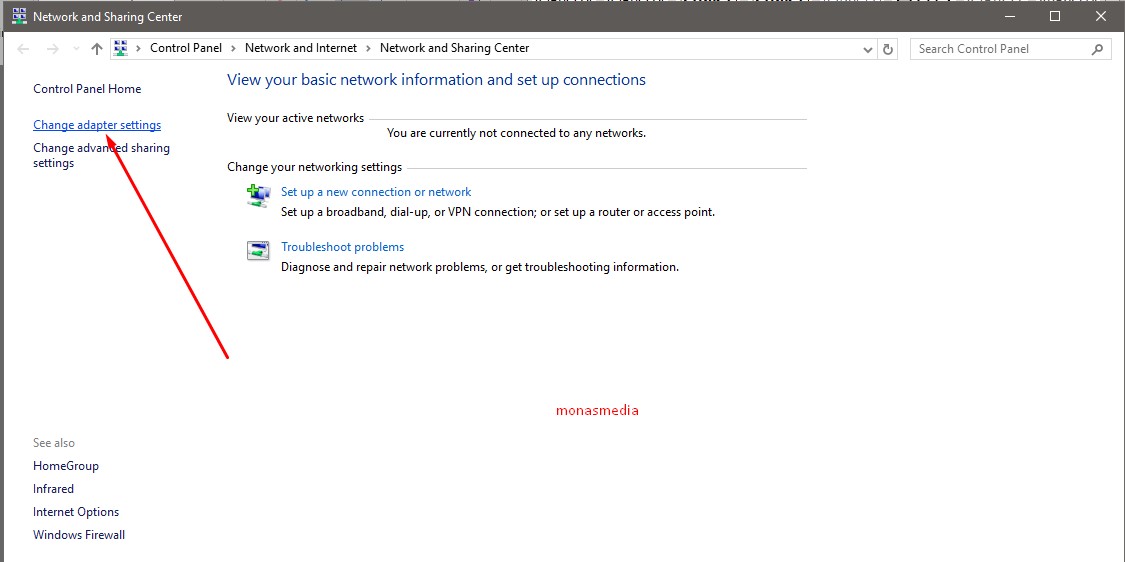 Network and Sharing Center
Control Panel > Network and Internet > Network and Sharing Center
Search Control Panel
Control Panel Home
Change adapter settings
Change advanced sharing
settings
View your basic network information and set up connections
View your active networks
You are currently not connected to any networks.
Change your networking settings
Set up a new connection or network
Set up a broadband, dial-up, or VPN connection; or set up a router or access point.
Troubleshoot problems
Diagnose and repair network problems, or get troubleshooting information.
monasmedia
See also
HomeGroup
Infrared
Internet Options
Windows Firewall